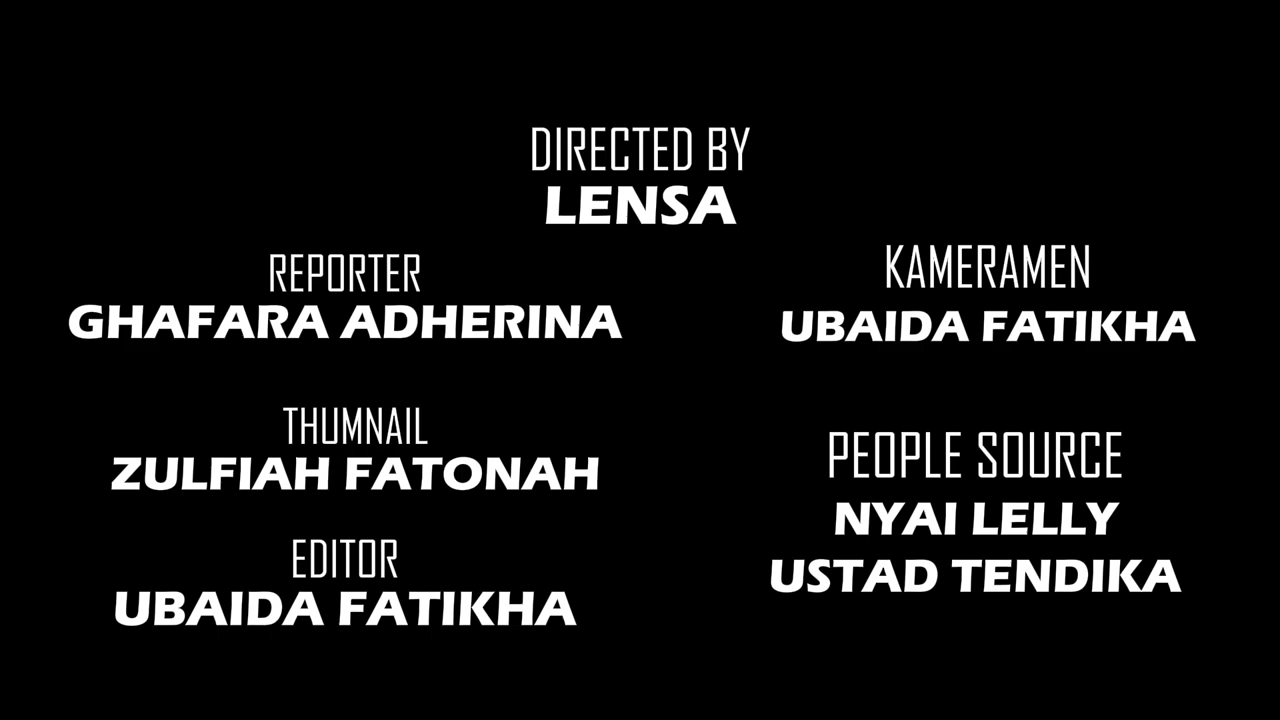 DIRECTED BY
LENSA
REPORTER
GHAFARA ADHERINA
KAMERAMEN
UBAIDA FATIKHA
THUMNAIL
ZULFIAH FATONAH
PEOPLE SOURCE
NYAI LELLY
USTAD TENDIKA
EDITOR
UBAIDA FATIKHA